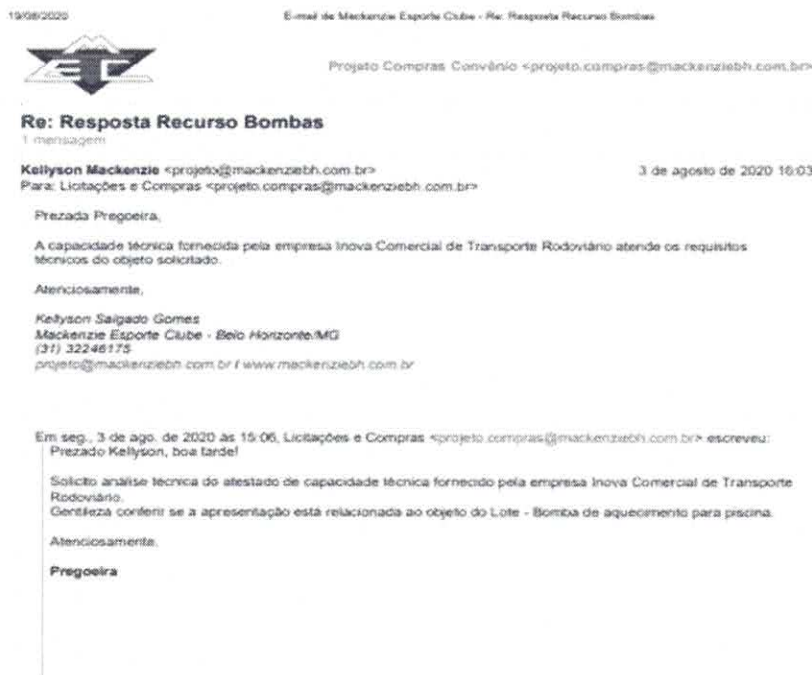 19/08/2020
E-mail de Mackenzie Esporte Clube - Re: Resposta Recurso Bombas
MEC
Projeto Compras Convênio <projeto.compras@mackenziebh.com.br>
Re: Resposta Recurso Bombas
1 mensagem
Kellyson Mackenzie <projeto@mackenziebh.com.br>
3 de agosto de 2020 16:03
Para: Licitações e Compras <projeto.compras@mackenziebh.com.br>
Prezada Pregoeira,
A capacidade técnica fornecida pela empresa Inova Comercial de Transporte Rodoviário atende os requisitos
técnicos do objeto solicitado.
Atenciosamente,
Kellyson Salgado Gomes
Mackenzie Esporte Clube - Belo Horizonte/MG
(31) 32246175
projeto@mackenziebh.com.br / www.mackenziebh.com.br
Em seg., 3 de ago. de 2020 às 15:06, Licitações e Compras <projeto.compras@mackenziebh.com.br> escreveu:
Prezado Kellyson, boa tarde!
Solicito análise técnica do atestado de capacidade técnica fornecido pela empresa Inova Comercial de Transporte
Rodoviário.
Gentileza conferir se a apresentação está relacionada ao objeto do Lote - Bomba de aquecimento para piscina.
Atenciosamente,
Pregoeira